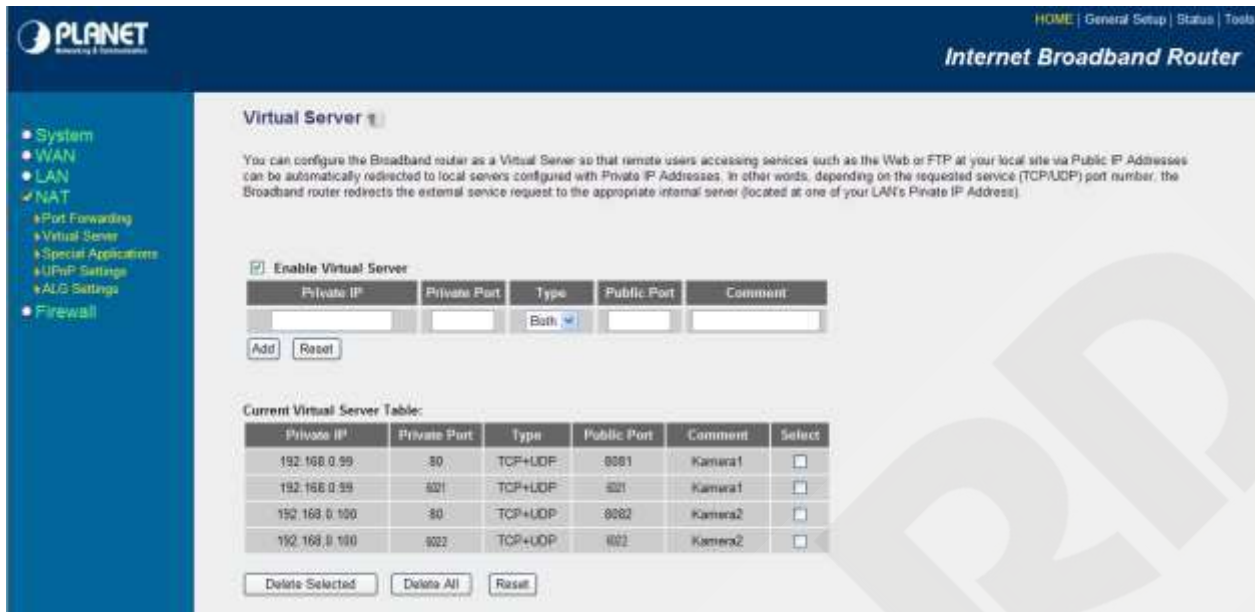 PLANET
Networking & Communication
HOME | General Setup | Status | Tools
Internet Broadband Router
System
WAN
LAN
NAT
Port Forwarding
Virtual Server
Special Applications
UPnP Settings
ALG Settings
Firewall
Virtual Server
You can configure the Broadband router as a Virtual Server so that remote users accessing services such as the Web or FTP at your local site via Public IP Addresses
can be automatically redirected to local servers configured with Private IP Addresses. In other words, depending on the requested service (TCP/UDP) port number, the
Broadband router redirects the external service request to the appropriate internal server (located at one of your LAN's Private IP Address).
Enable Virtual Server
Private IP Private Port Type Public Port Comment
Both
Add Reset
Current Virtual Server Table:
Private IP Private Port Type Public Port Comment Select
192.168.0.99 80 TCP+UDP 8081 Kamera1
192.168.0.99 6021 TCP+UDP 6021 Kamera1
192.168.0.100 80 TCP+UDP 8082 Kamera2
192.168.0.100 6022 TCP+UDP 6022 Kamera2
Delete Selected Delete All Reset